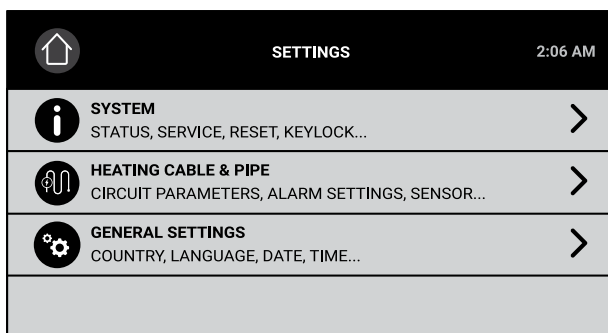 SETTINGS
2:06 AM
SYSTEM
STATUS, SERVICE, RESET, KEYLOCK...
HEATING CABLE & PIPE
CIRCUIT PARAMETERS, ALARM SETTINGS, SENSOR...
GENERAL SETTINGS
COUNTRY, LANGUAGE, DATE, TIME...